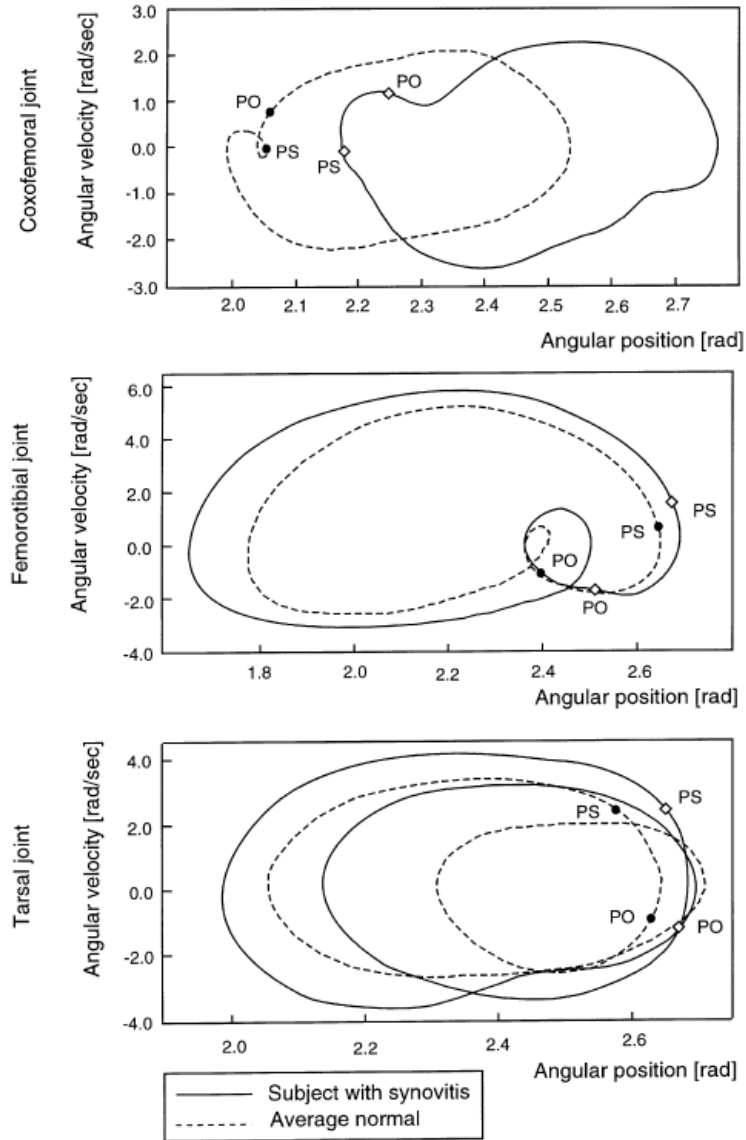 Coxofemoral joint
Angular velocity [rad/sec]
3.0
2.0
1.0
0.0
-1.0
-2.0
-3.0
PO
PS
PO
PS
2.0 2.1 2.2 2.3 2.4 2.5 2.6 2.7
Angular position [rad]
Femorotibial joint
Angular velocity [rad/sec]
6.0
4.0
2.0
0.0
-2.0
-4.0
PS
PS
PO
PO
1.8 2.0 2.2 2.4 2.6
Angular position [rad]
Tarsal joint
Angular velocity [rad/sec]
4.0
2.0
0.0
-2.0
-4.0
PS
PS
PO
PO
2.0 2.2 2.4 2.6
Angular position [rad]
Subject with synovitis
Average normal